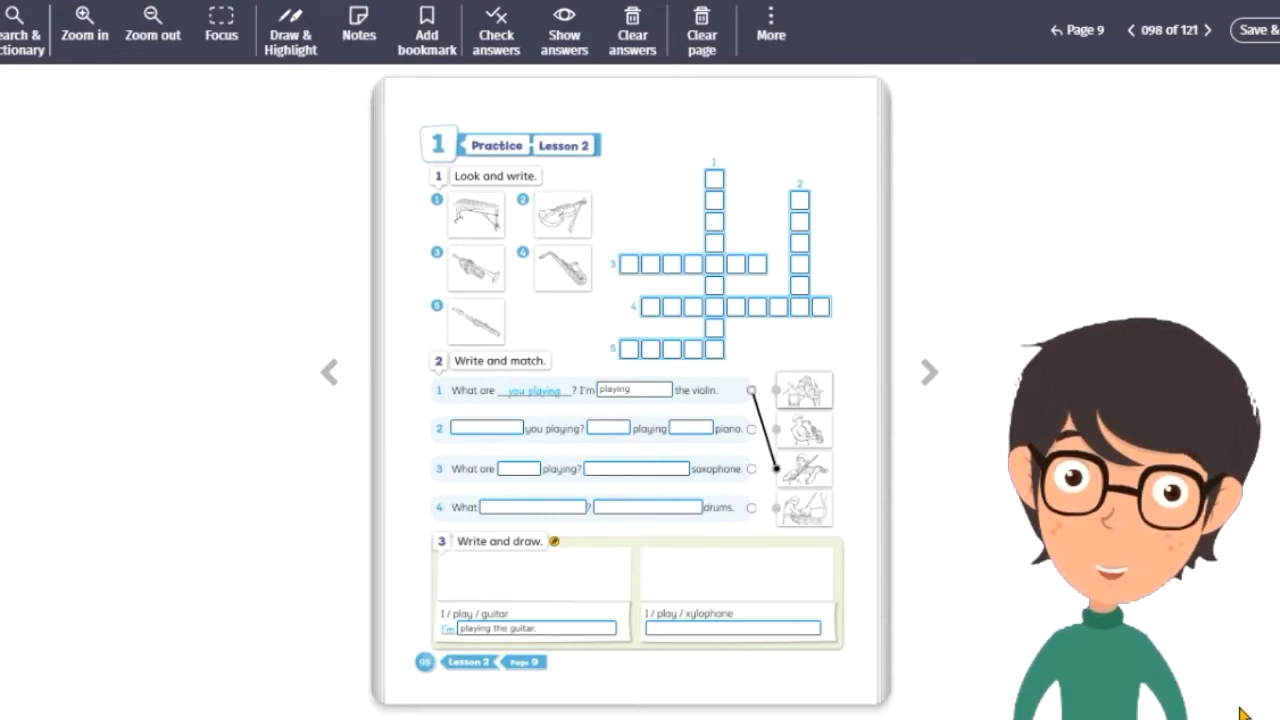 earch &
ctionary
Zoom in
Zoom out
Focus
Draw &
Highlight
Notes
Add
bookmark
Check
answers
Show
answers
Clear
answers
Clear
page
More
Page 9
098 of 121
Save &
1 Practice Lesson 2
1 Look and write.
1
2
3
4
5
1
2
3
4
5
2 Write and match.
1 What are you playing? I'm playing the violin.
2 you playing? playing piano.
3 What are playing? saxophone.
4 What ? drums.
3 Write and draw.
I / play / guitar
I'm playing the guitar.
I / play / xylophone
98 Lesson 2 Page 9